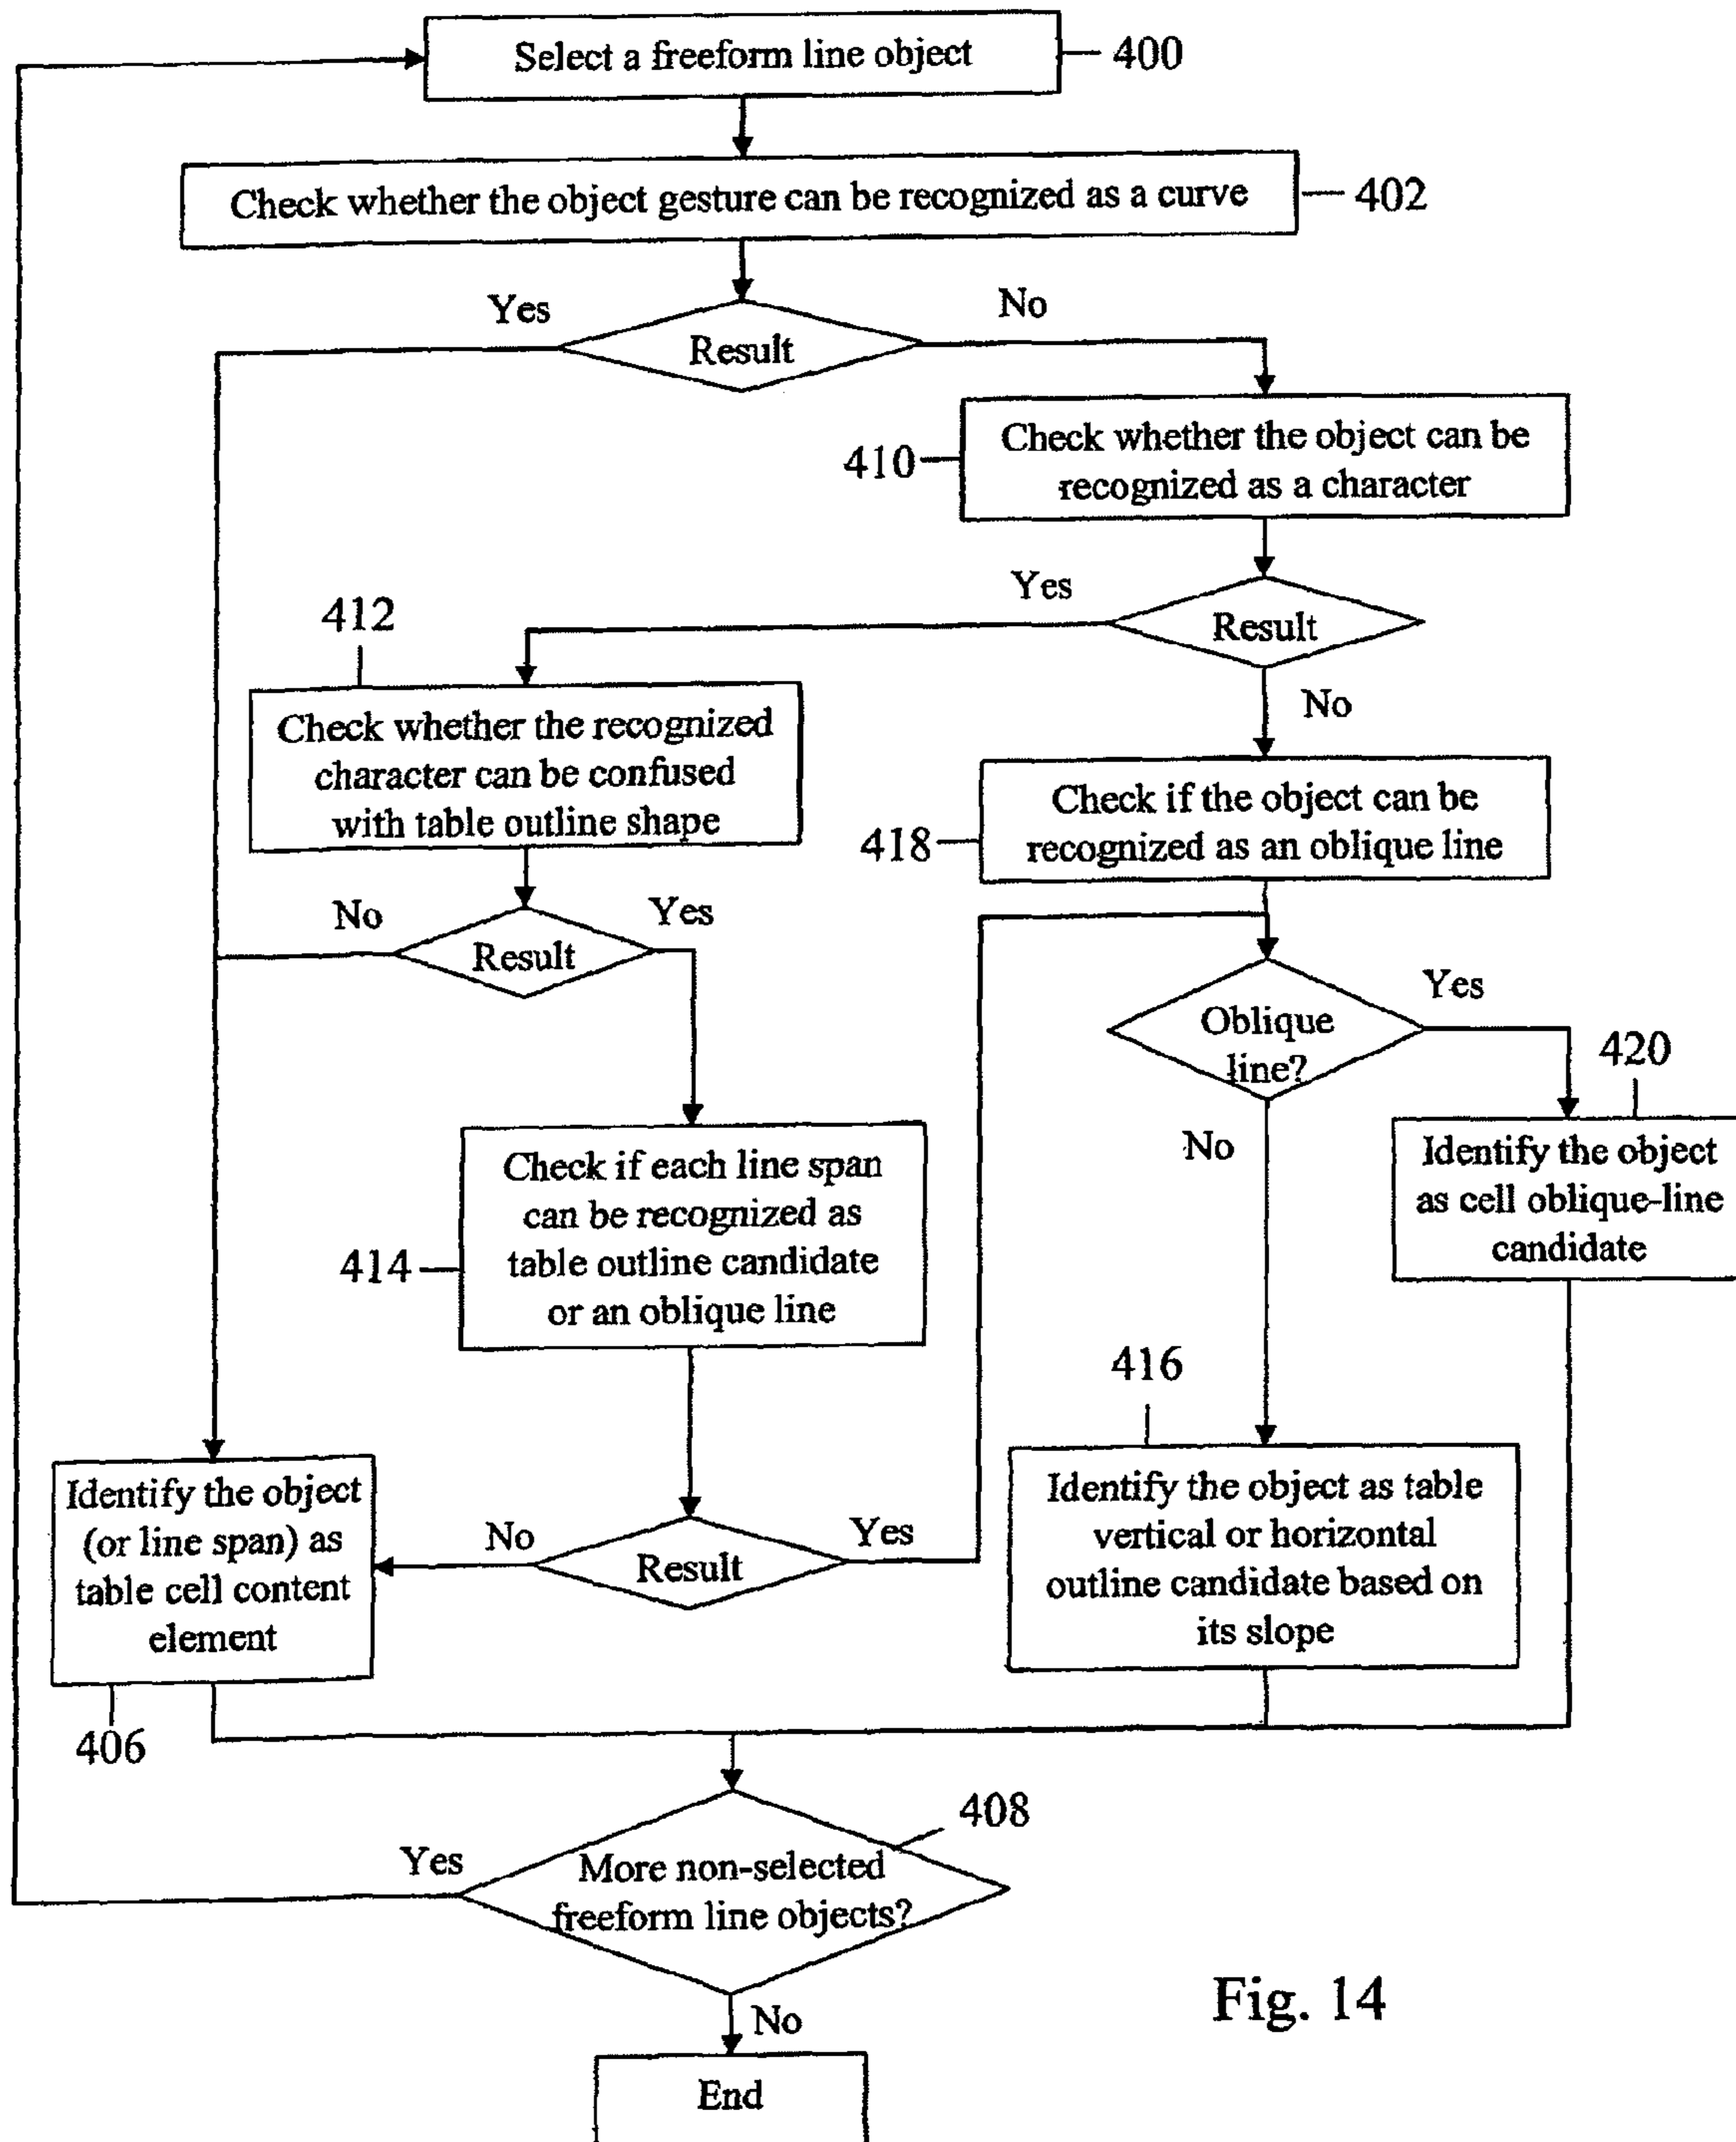 Select a freeform line object
400
Check whether the object gesture can be recognized as a curve
402
Yes
No
Result
410
Check whether the object can be
recognized as a character
Yes
Result
412
No
Check whether the recognized
character can be confused
with table outline shape
418
Check if the object can be
recognized as an oblique line
No
Yes
Result
Oblique
line?
Yes
420
No
Identify the object
as cell oblique-line
candidate
414
Check if each line span
can be recognized as
table outline candidate
or an oblique line
416
Identify the object
(or line span) as
table cell content
element
406
No
Result
Yes
Identify the object as table
vertical or horizontal
outline candidate based on
its slope
408
Yes
More non-selected
freeform line objects?
No
End
Fig. 14